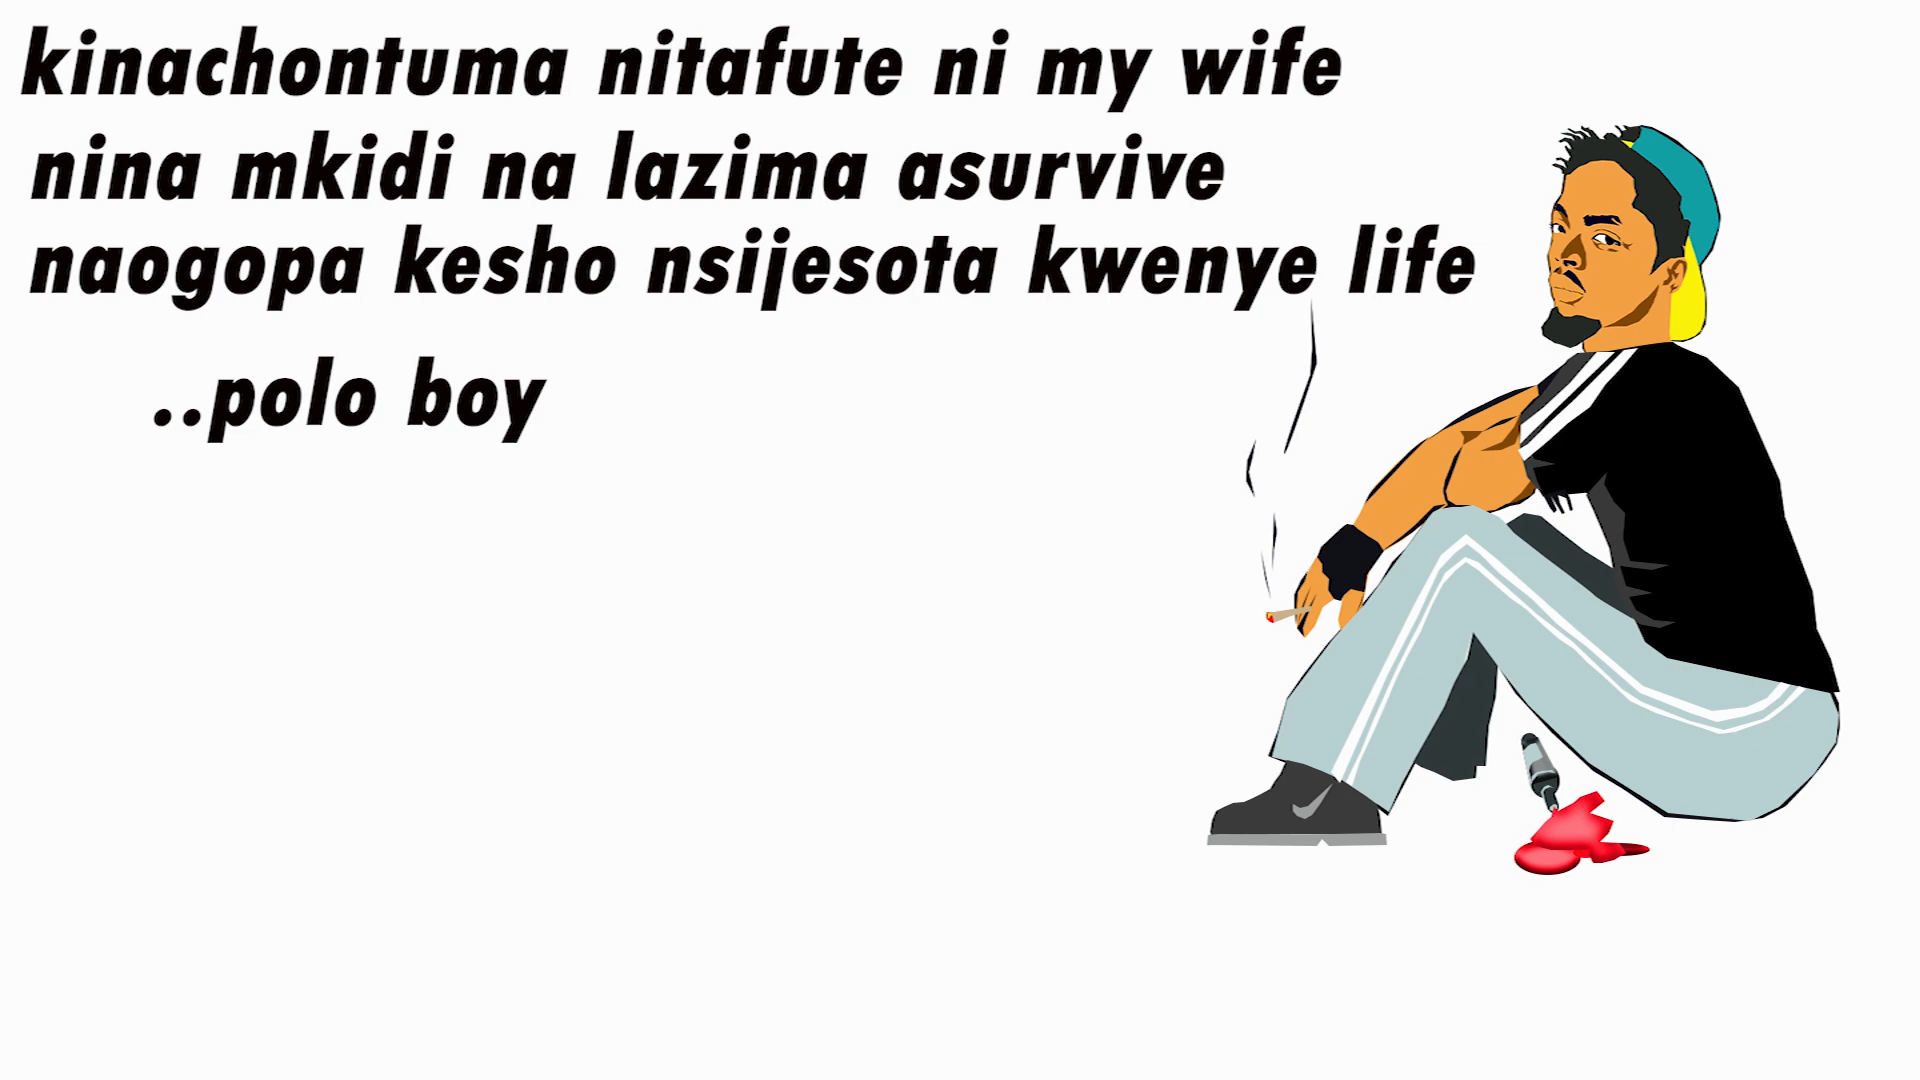 kinachontuma nitafute ni my wife
nina mkidi na lazima asurvive
naogopa kesho nsijesota kwenye life
..polo boy